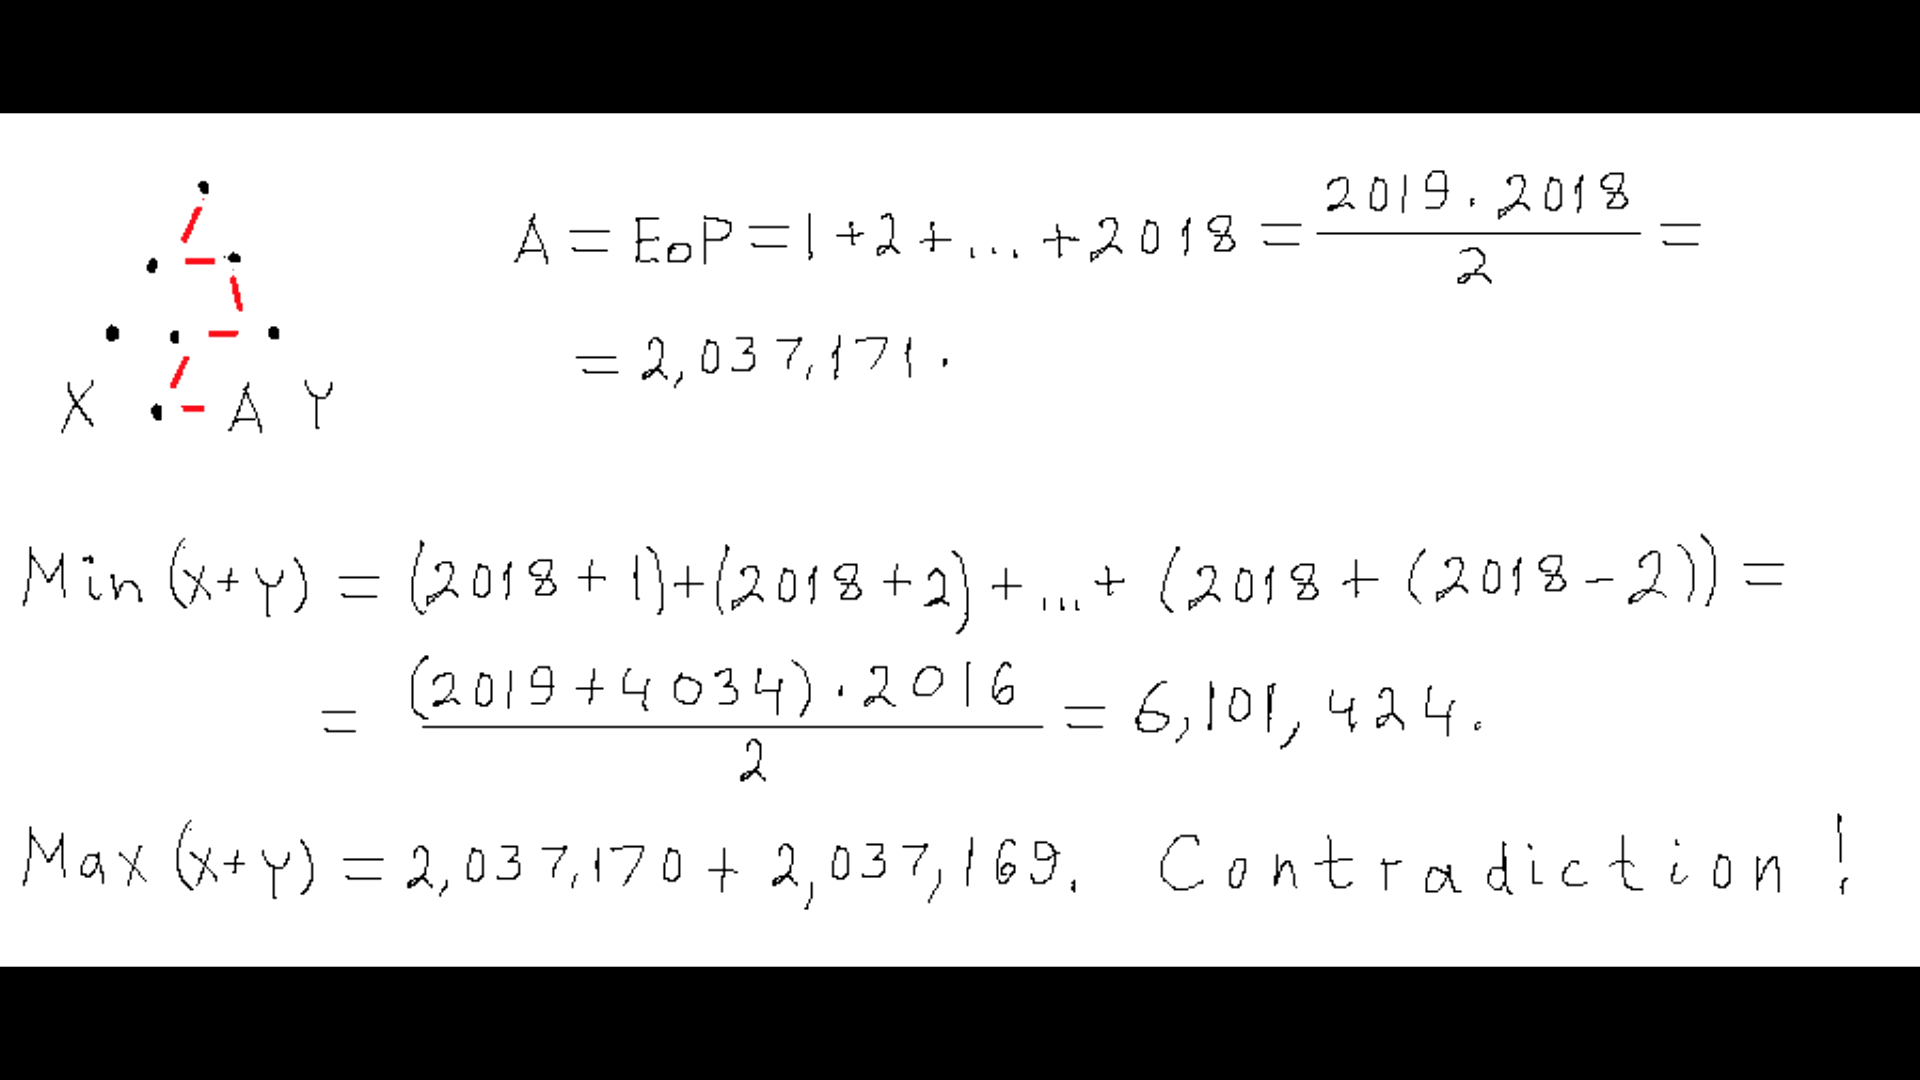 A = EoP = 1 + 2 + ... + 2018 = 2019 . 2018 / 2 =
= 2,037,171.
X A Y
Min (x+y) = (2018 + 1)+(2018 + 2) + ... + (2018 + (2018 - 2)) =
= (2019 + 4034) . 2016 / 2 = 6,101,424.
Max (x+y) = 2,037,170 + 2,037,169. Contradiction!